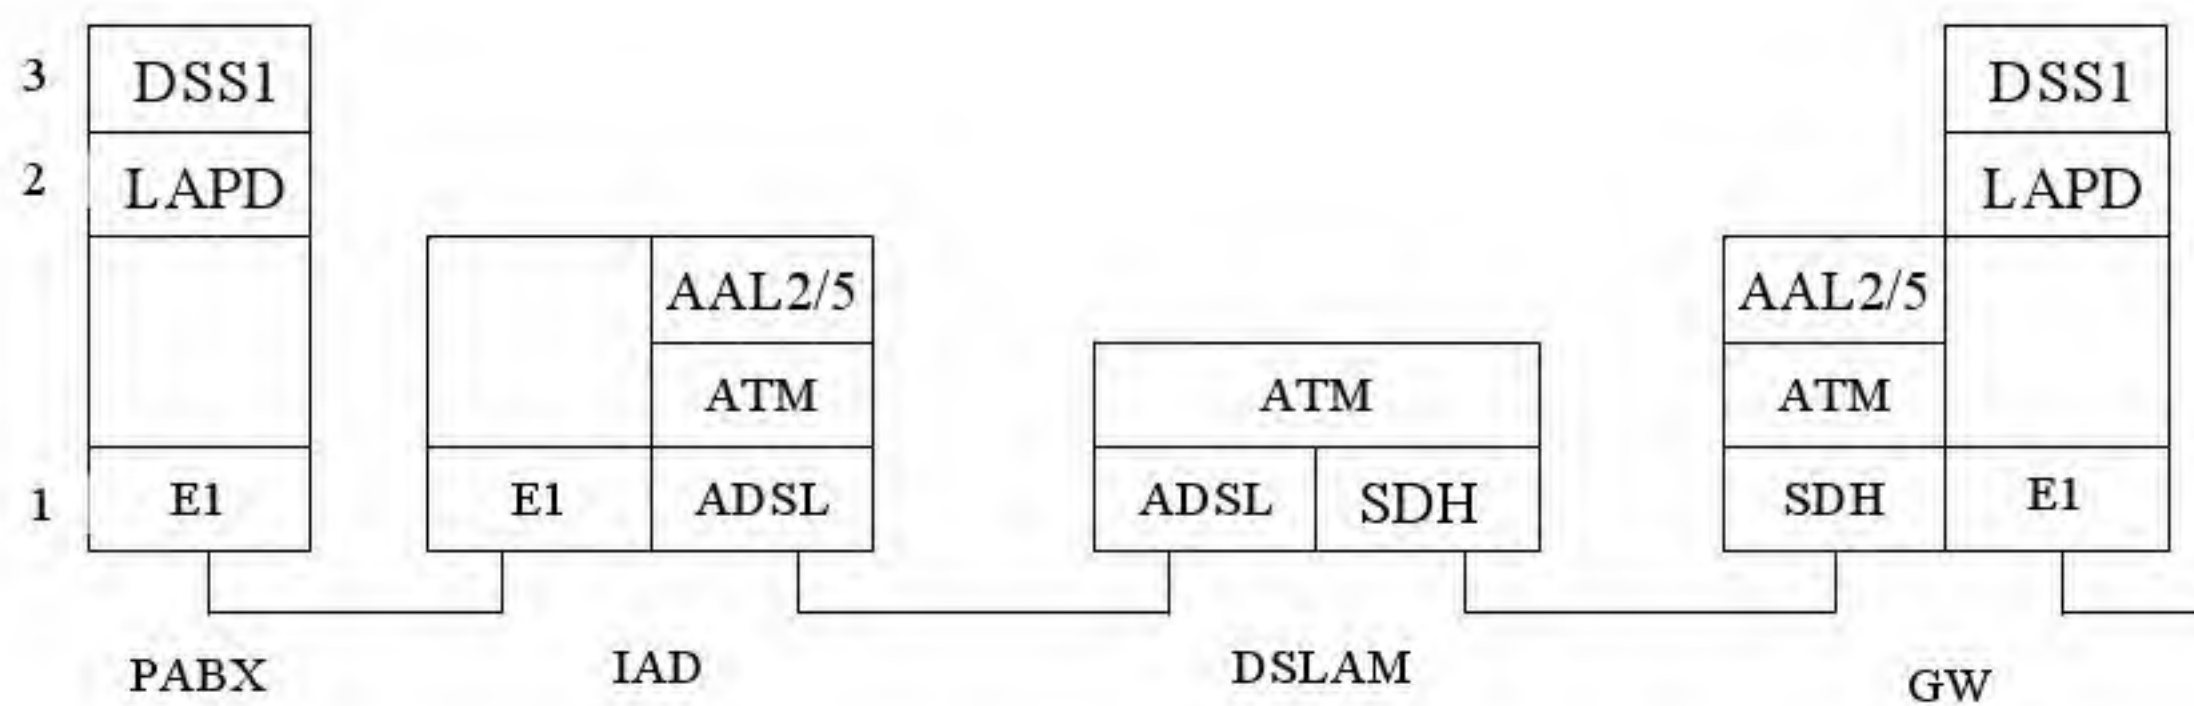 3 DSS1 DSS1
2 LAPD LAPD
AAL2/5 AAL2/5
ATM ATM ATM
1 E1 E1 ADSL ADSL SDH SDH E1
PABX IAD DSLAM GW